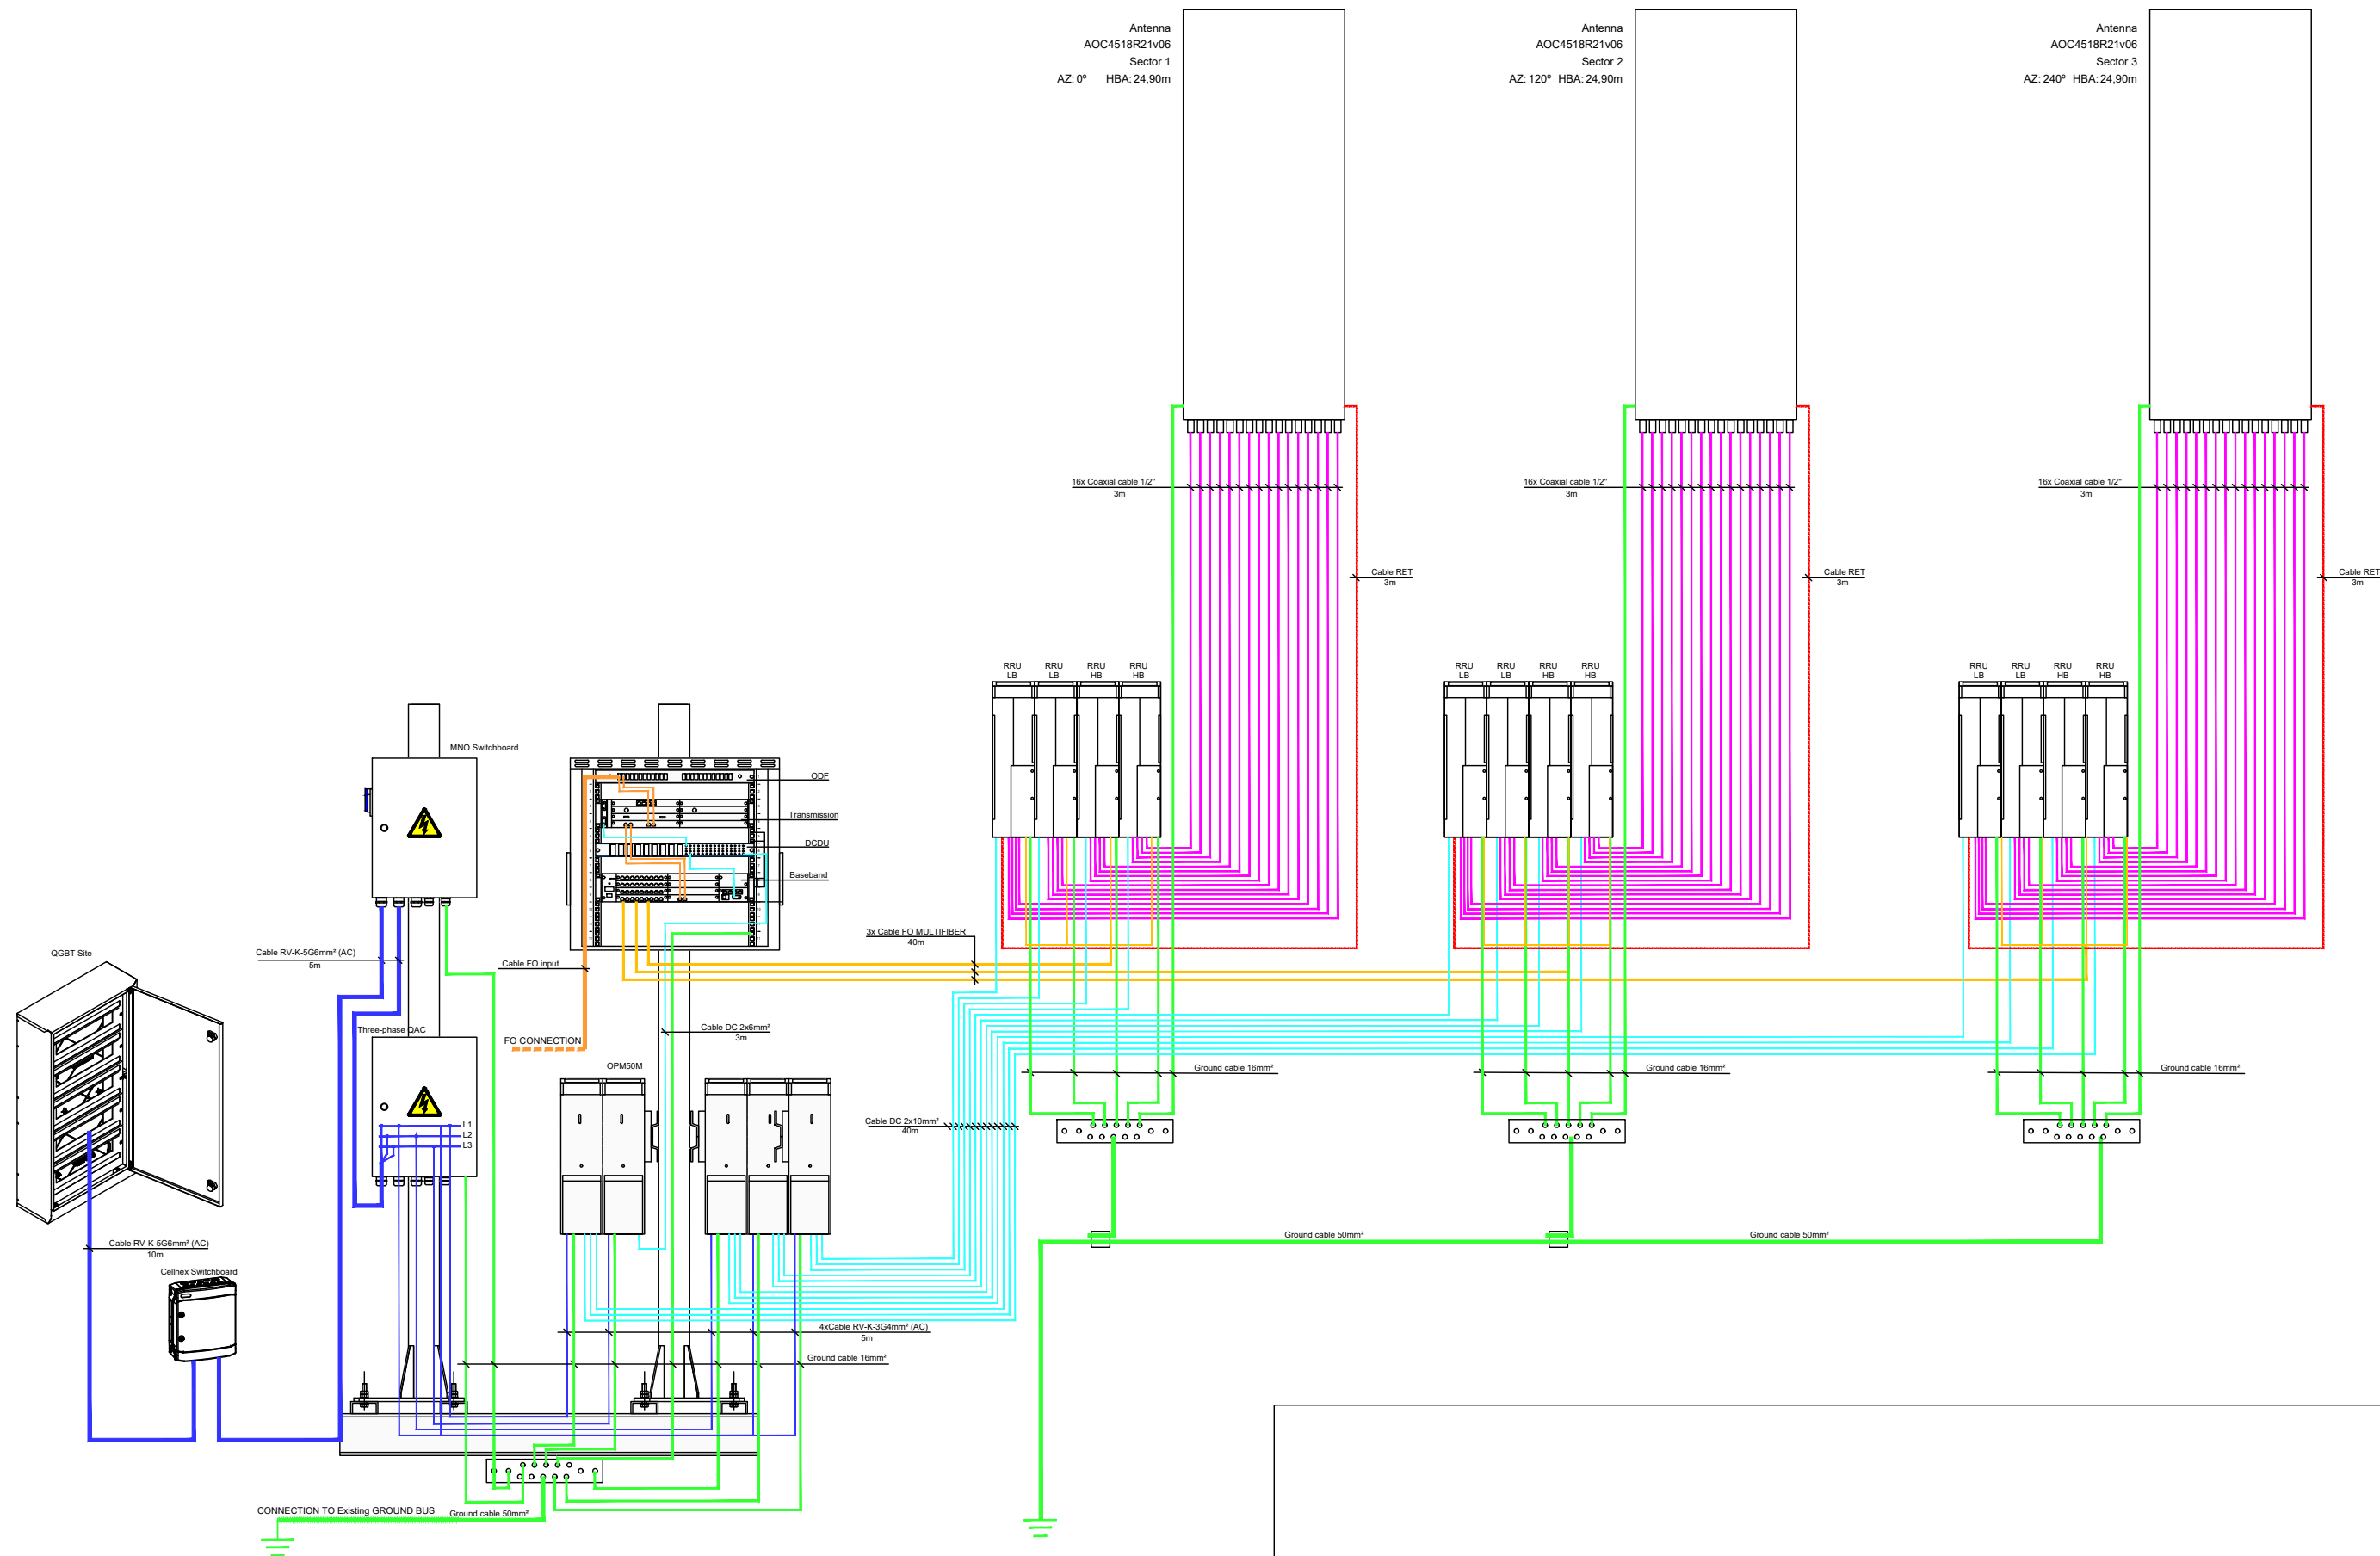 Antenna
AOC4518R21v06
Sector 1
AZ: 0º HBA: 24,90m
Antenna
AOC4518R21v06
Sector 2
AZ: 120º HBA: 24,90m
Antenna
AOC4518R21v06
Sector 3
AZ: 240º HBA: 24,90m
16x Coaxial cable 1/2"
3m
16x Coaxial cable 1/2"
3m
16x Coaxial cable 1/2"
3m
Cable RET
3m
Cable RET
3m
Cable RET
3m
RRU
LB
RRU
LB
RRU
HB
RRU
HB
RRU
LB
RRU
LB
RRU
HB
RRU
HB
RRU
LB
RRU
LB
RRU
HB
RRU
HB
MNO Switchboard
ODF
Transmission
DCDU
Baseband
3x Cable FO MULTIFIBER
40m
QGBT Site
Cable RV-K-5G6mm² (AC)
5m
Cable FO input
Three-phase QAC
Cable DC 2x6mm²
3m
FO CONNECTION
OPM50M
Ground cable 16mm²
Ground cable 16mm²
Ground cable 16mm²
L1
L2
L3
Cable DC 2x10mm²
40m
Ground cable 50mm²
Ground cable 50mm²
Cable RV-K-5G6mm² (AC)
10m
Cellnex Switchboard
4xCable RV-K-3G4mm² (AC)
5m
Ground cable 16mm²
CONNECTION TO Existing GROUND BUS
Ground cable 50mm²